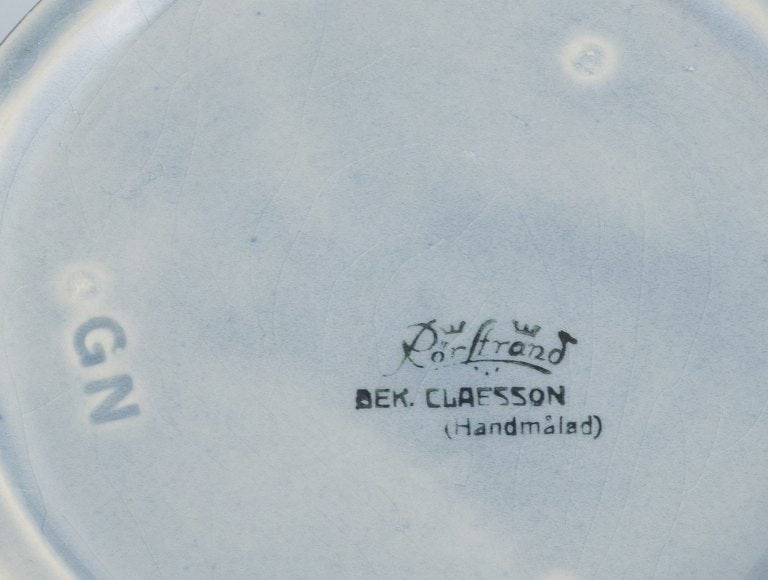 GN
Rörstrand
DEK. CLAESSON
(Handmålad)